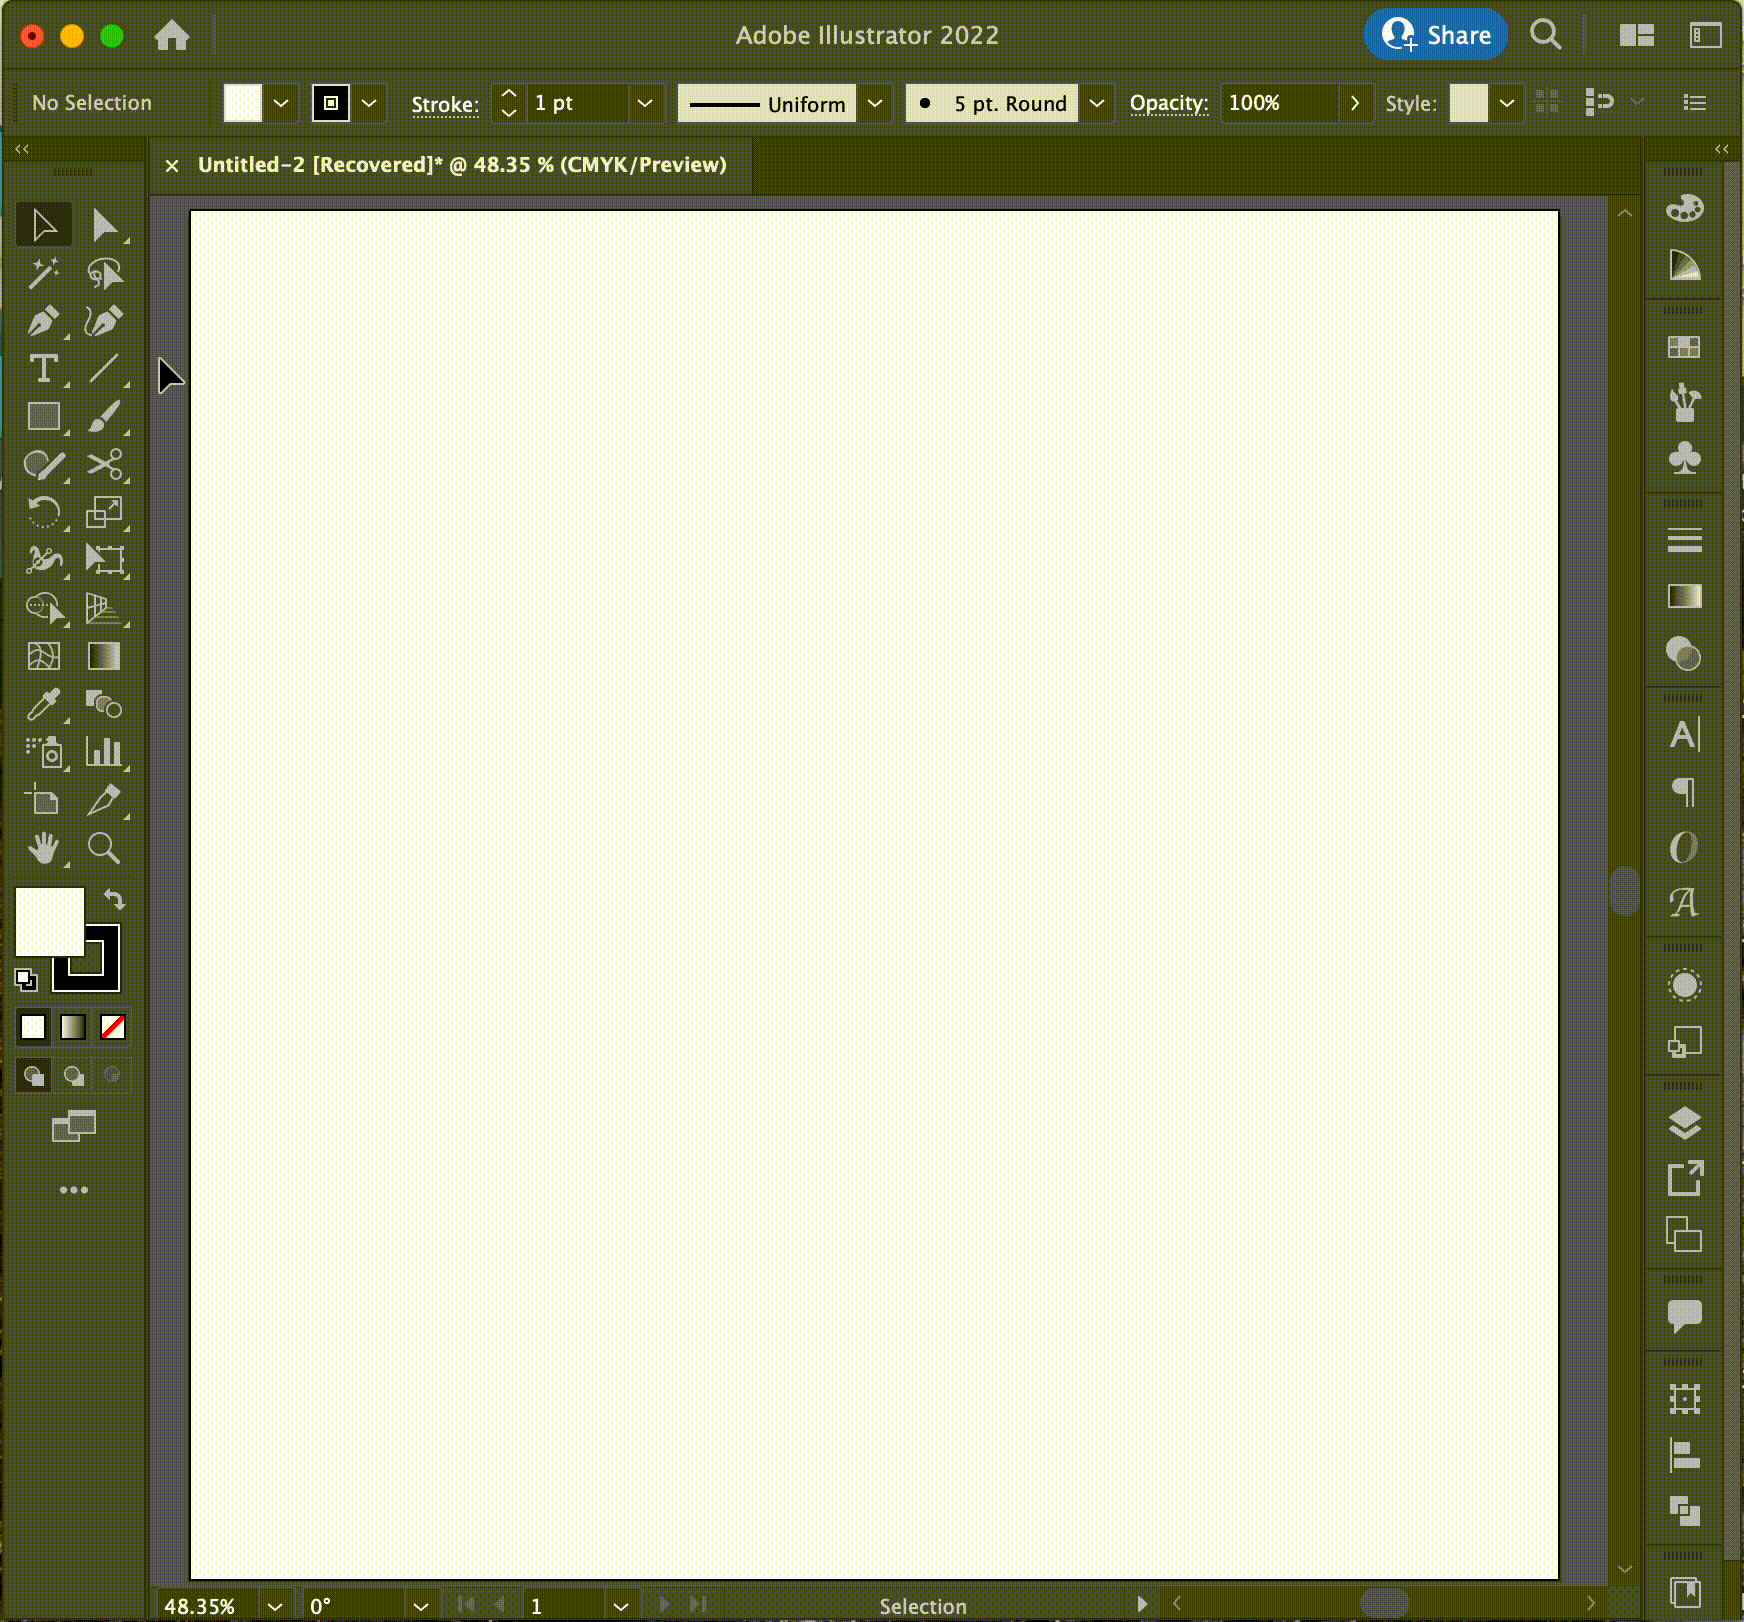 Adobe Illustrator 2022
Share
No Selection
Stroke:
1 pt
Uniform
5 pt. Round
Opacity:
100%
Style:
Untitled-2 [Recovered]* @ 48.35 % (CMYK/Preview)
48.35%
0°
1
Selection